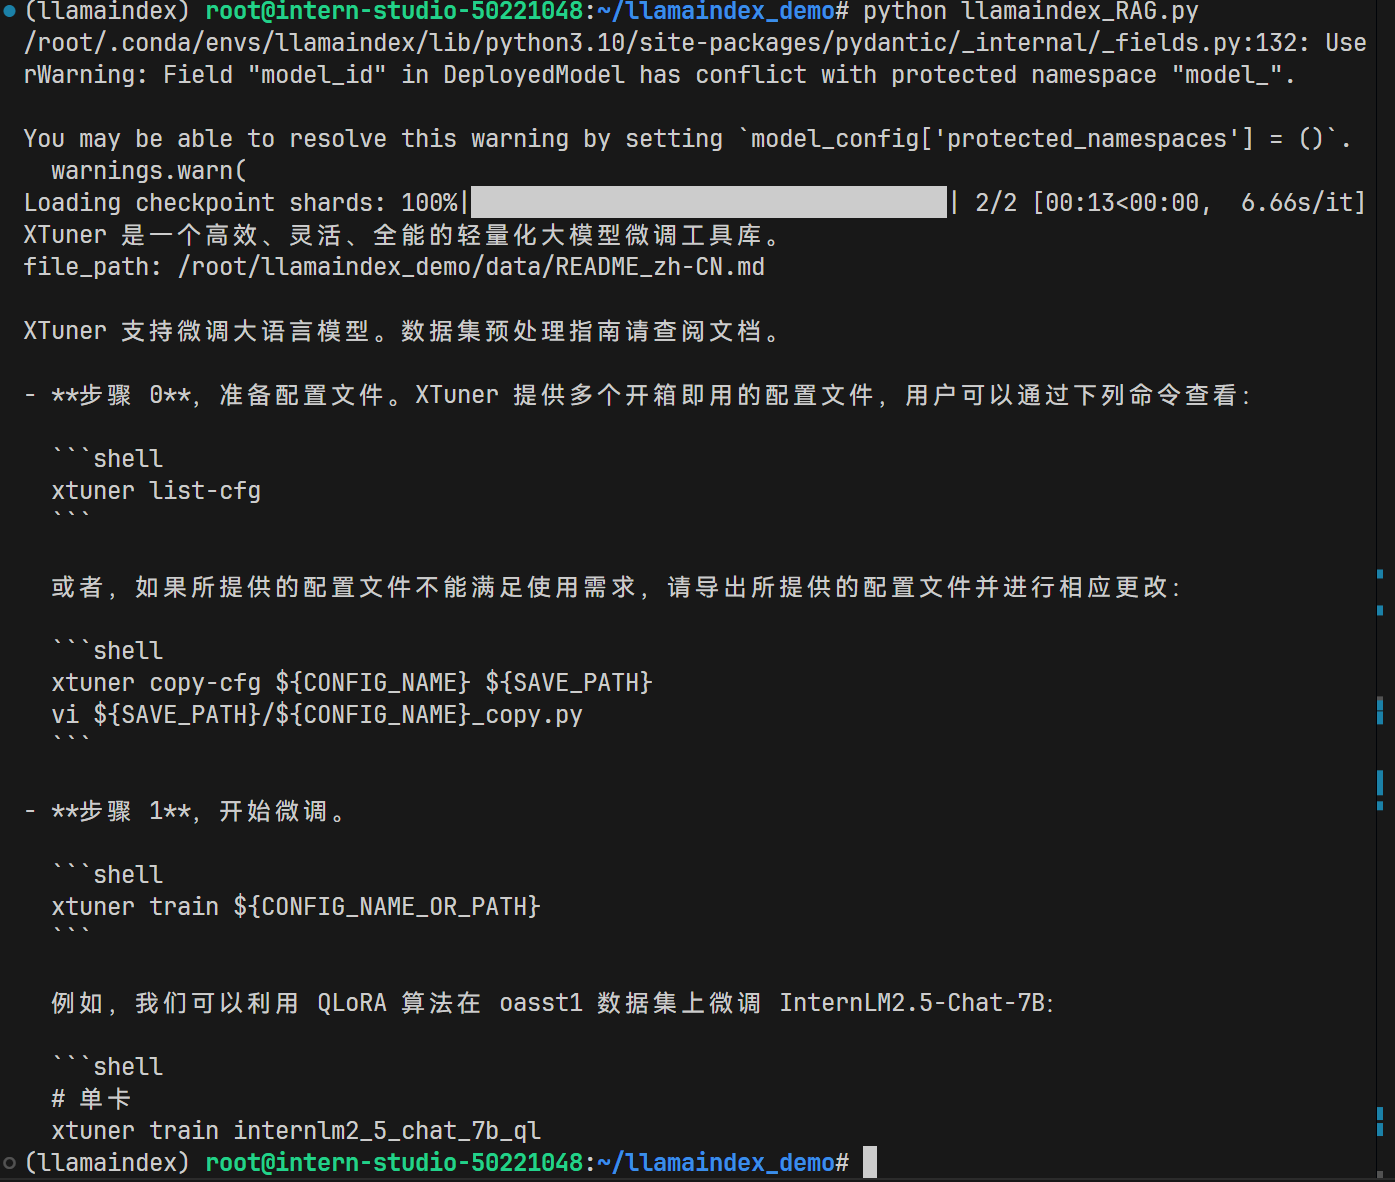 (llamaindex) root@intern-studio-50221048:~/llamaindex_demo# python llamaindex_RAG.py
/root/.conda/envs/llamaindex/lib/python3.10/site-packages/pydantic/_internal/_fields.py:132: Use
rWarning: Field "model_id" in DeployedModel has conflict with protected namespace "model_".

You may be able to resolve this warning by setting `model_config['protected_namespaces'] = ()`.
  warnings.warn(
Loading checkpoint shards: 100%|██████████████████████████████████| 2/2 [00:13<00:00,  6.66s/it]
XTuner 是一个高效、灵活、全能的轻量化大模型微调工具库。
file_path: /root/llamaindex_demo/data/README_zh-CN.md

XTuner 支持微调大语言模型。数据集预处理指南请查阅文档。

- **步骤 0**，准备配置文件。XTuner 提供多个开箱即用的配置文件，用户可以通过下列命令查看：

  ```shell
  xtuner list-cfg
  ```

  或者，如果所提供的配置文件不能满足使用需求，请导出所提供的配置文件并进行相应更改：

  ```shell
  xtuner copy-cfg ${CONFIG_NAME} ${SAVE_PATH}
  vi ${SAVE_PATH}/${CONFIG_NAME}_copy.py
  ```

- **步骤 1**，开始微调。

  ```shell
  xtuner train ${CONFIG_NAME_OR_PATH}
  ```

  例如，我们可以利用 QLoRA 算法在 oasst1 数据集上微调 InternLM2.5-Chat-7B：

  ```shell
  # 单卡
  xtuner train internlm2_5_chat_7b_ql
(llamaindex) root@intern-studio-50221048:~/llamaindex_demo#